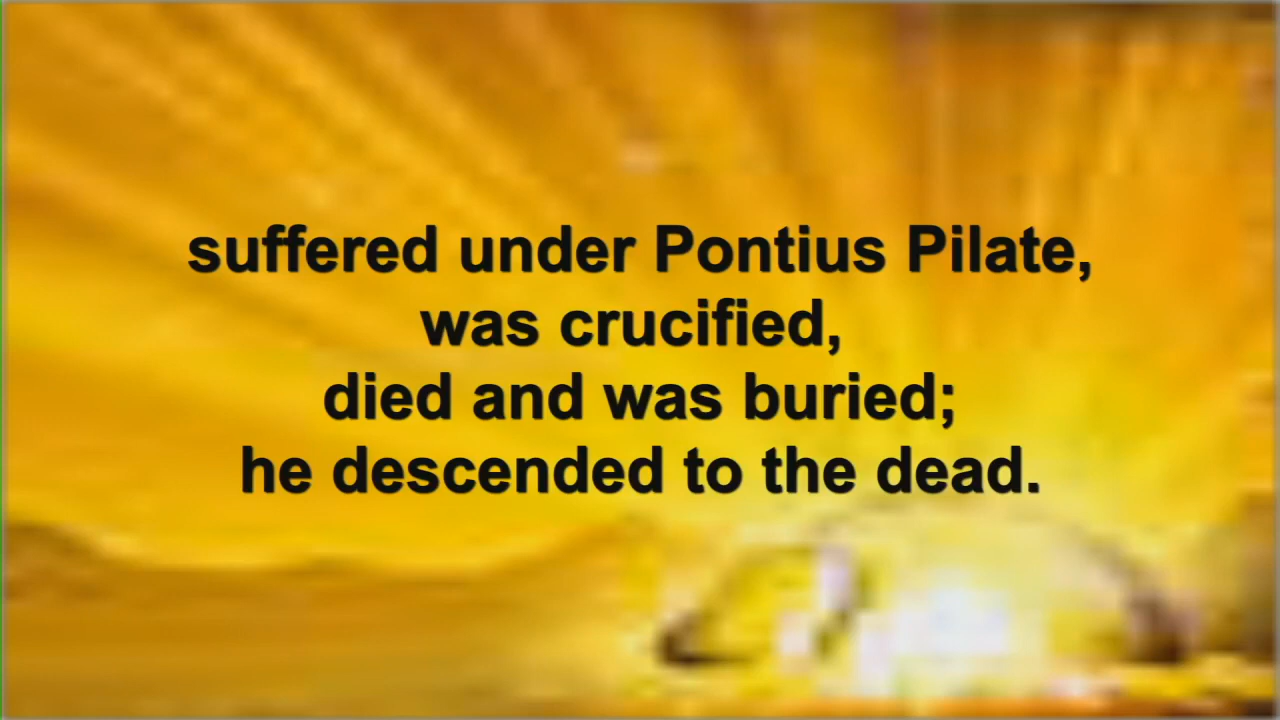 suffered under Pontius Pilate,
was crucified,
died and was buried;
he descended to the dead.